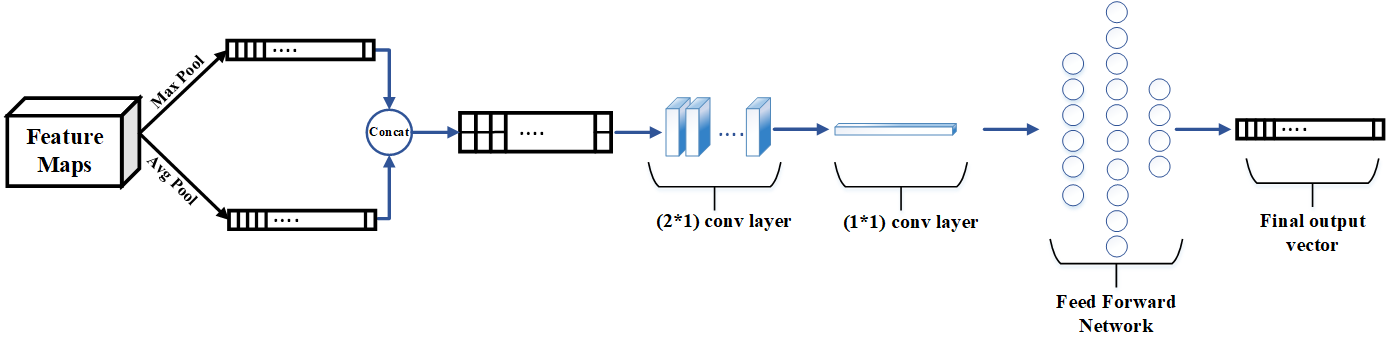 Max Pool
....
Feature
Maps
Avg Pool
....
Concat
....
....
(2*1) conv layer
(1*1) conv layer
Feed Forward
Network
....
Final output
vector